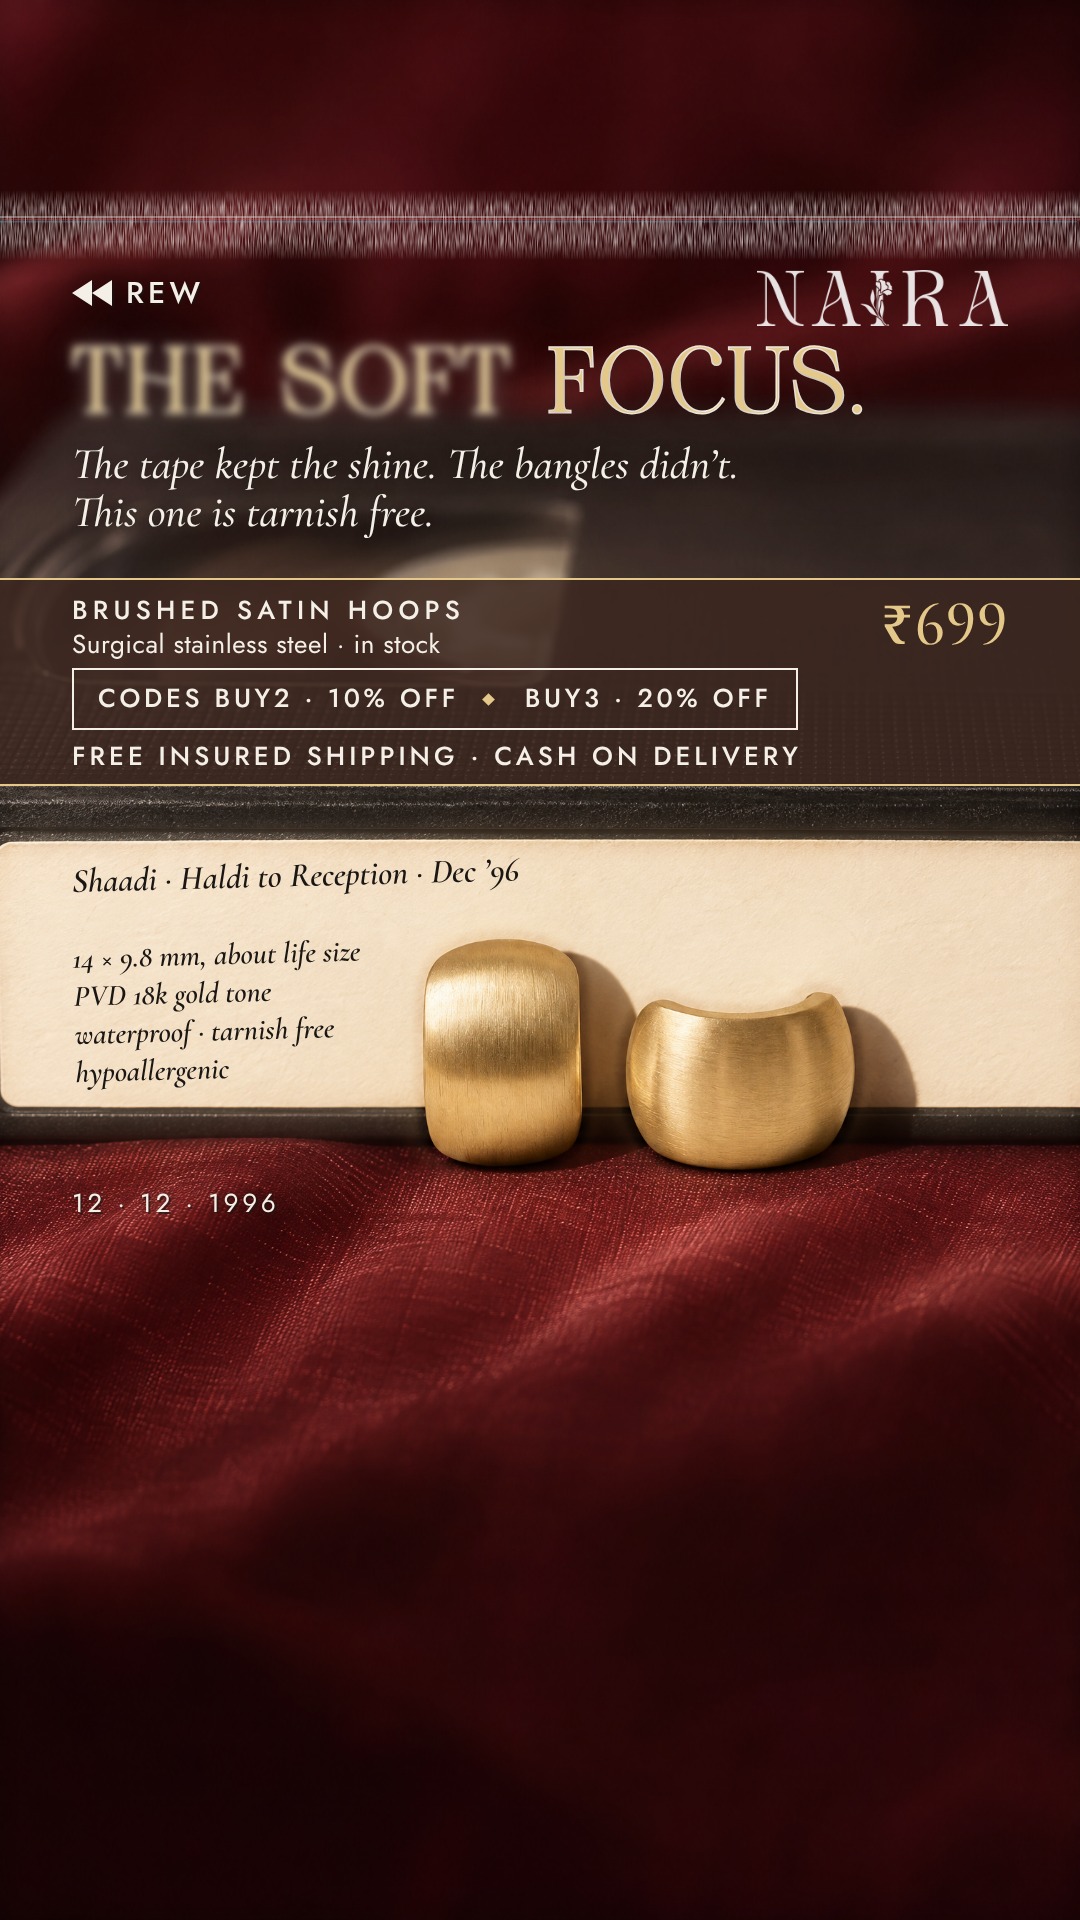 REW
NAIRA
THE SOFT FOCUS.
The tape kept the shine. The bangles didn’t.
This one is tarnish free.
BRUSHED SATIN HOOPS
₹699
Surgical stainless steel · in stock
CODES BUY2 · 10% OFF ◆ BUY3 · 20% OFF
FREE INSURED SHIPPING · CASH ON DELIVERY
Shaadi · Haldi to Reception · Dec ’96
14 × 9.8 mm, about life size
PVD 18k gold tone
waterproof · tarnish free
hypoallergenic
12 · 12 · 1996